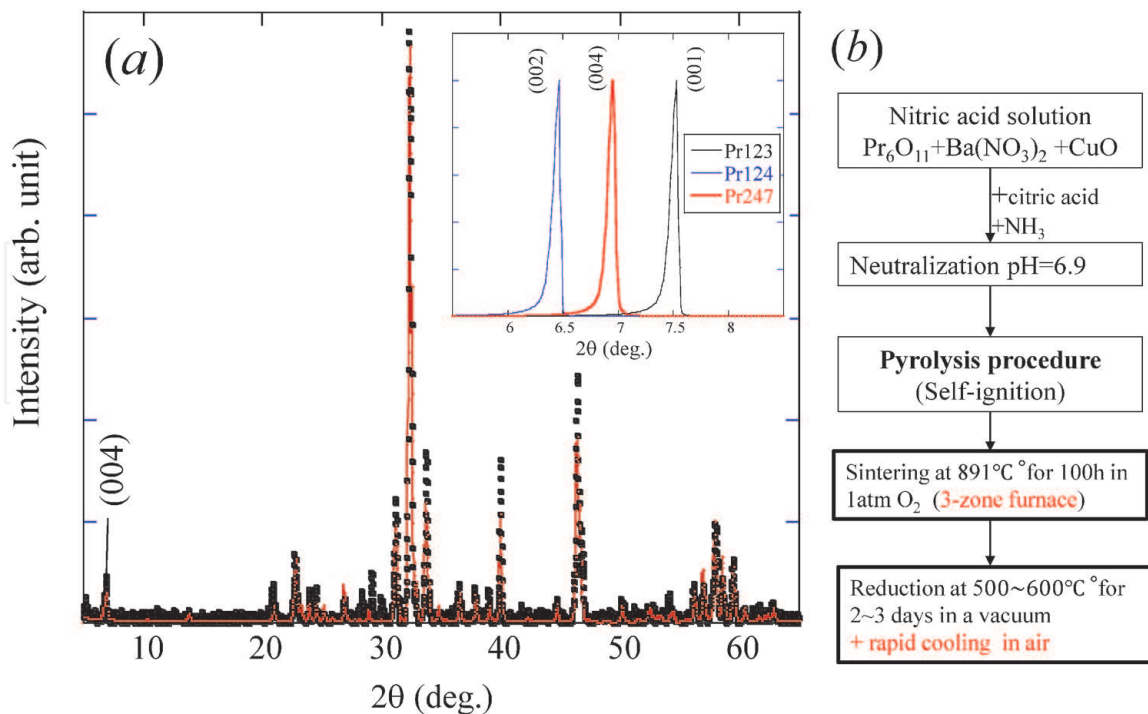 (a)
(b)
Intensity (arb. unit)
(004)
(002)
(004)
(001)
Pr123
Pr124
Pr247
6
6.5
7
7.5
8
2θ (deg.)
10
20
30
40
50
60
2θ (deg.)
Nitric acid solution
Pr₆O₁₁+Ba(NO₃)₂ +CuO
+citric acid
+NH₃
Neutralization pH=6.9
Pyrolysis procedure
(Self-ignition)
Sintering at 891℃ ° for 100h in
1atm O₂ (3-zone furnace)
Reduction at 500~600℃ ° for
2~3 days in a vacuum
+ rapid cooling in air